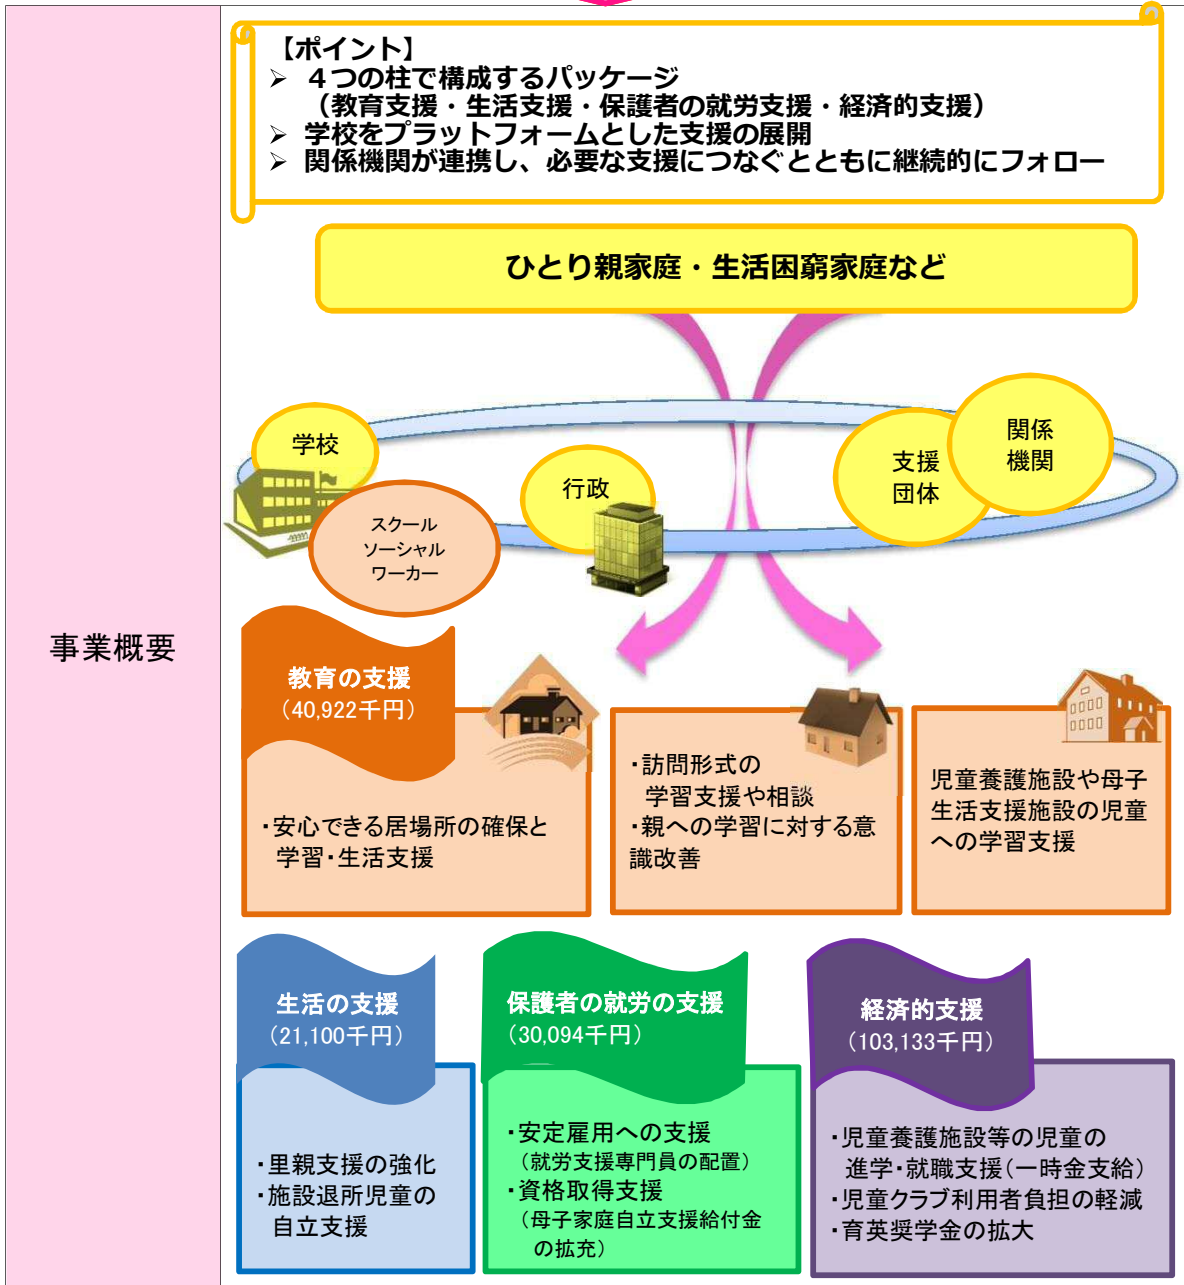 事業概要
【ポイント】
➢ ４つの柱で構成するパッケージ
（教育支援・生活支援・保護者の就労支援・経済的支援）
➢ 学校をプラットフォームとした支援の展開
➢ 関係機関が連携し、必要な支援につなぐとともに継続的にフォロー
ひとり親家庭・生活困窮家庭など
学校
スクール
ソーシャル
ワーカー
行政
支援
団体
関係
機関
教育の支援
（40,922千円）
・安心できる居場所の確保と
学習・生活支援
・訪問形式の
学習支援や相談
・親への学習に対する意
識改善
児童養護施設や母子
生活支援施設の児童
への学習支援
生活の支援
（21,100千円）
・里親支援の強化
・施設退所児童の
自立支援
保護者の就労の支援
（30,094千円）
・安定雇用への支援
（就労支援専門員の配置）
・資格取得支援
（母子家庭自立支援給付金
の拡充）
経済的支援
（103,133千円）
・児童養護施設等の児童の
進学・就職支援（一時金支給）
・児童クラブ利用者負担の軽減
・育英奨学金の拡大